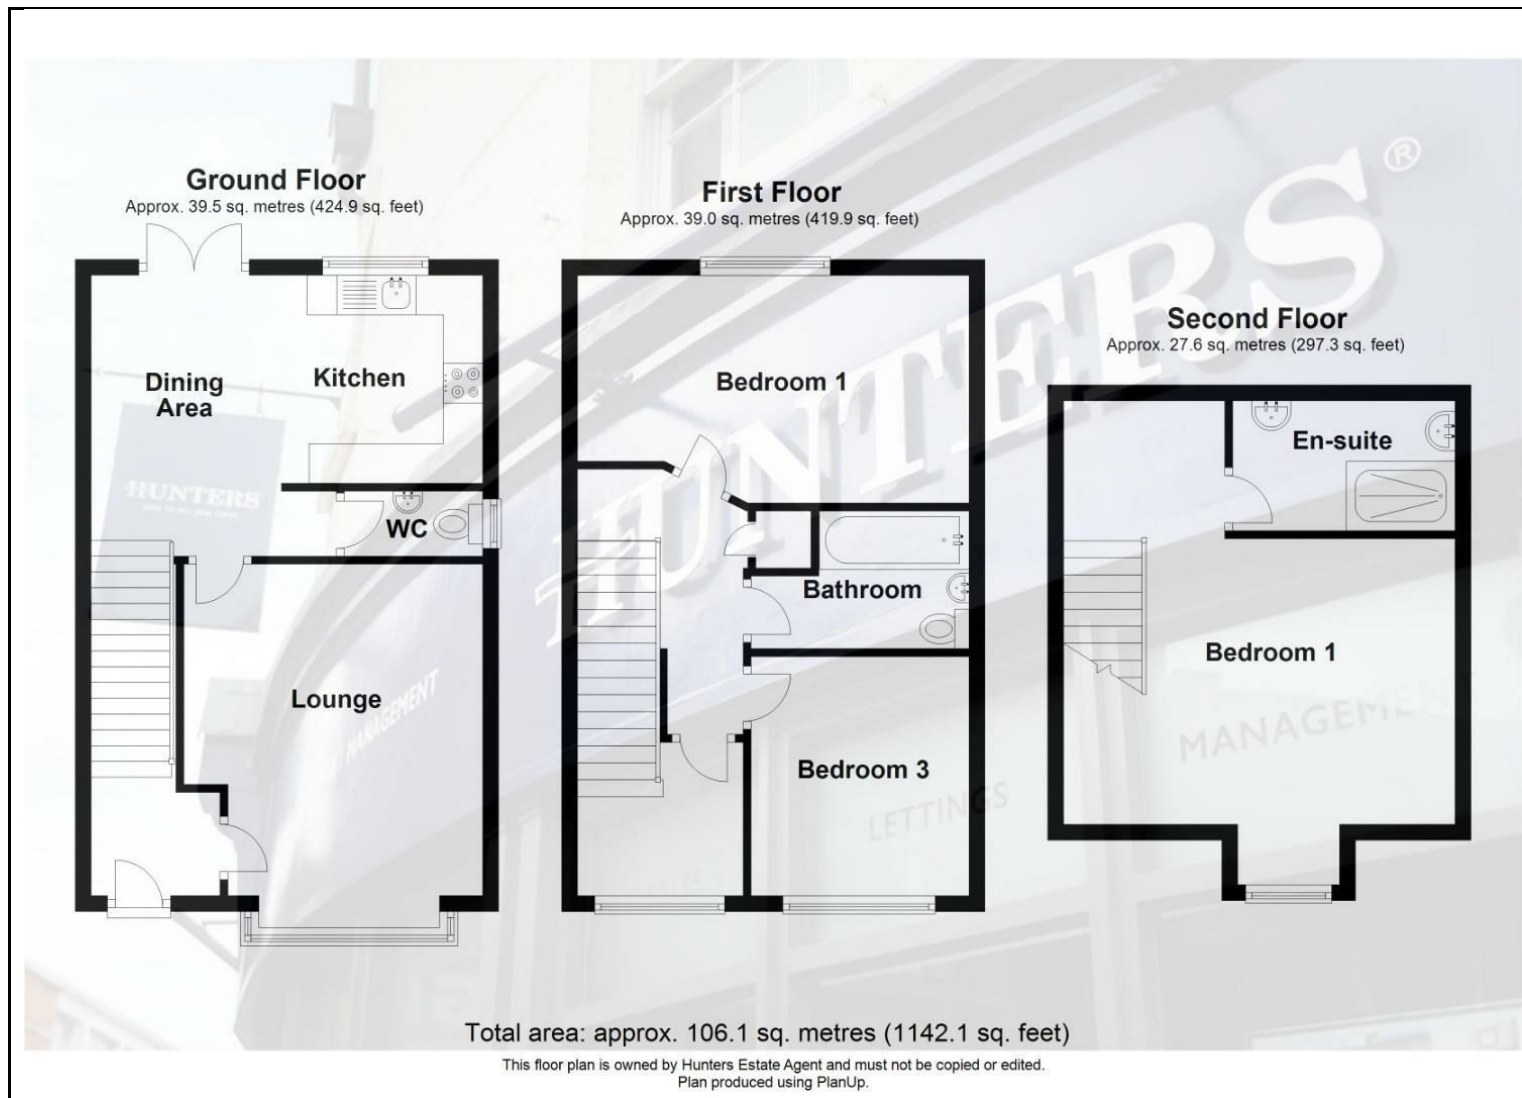 Ground Floor
Approx. 39.5 sq. metres (424.9 sq. feet)
First Floor
Approx. 39.0 sq. metres (419.9 sq. feet)
Second Floor
Approx. 27.6 sq. metres (297.3 sq. feet)
Dining
Area
Kitchen
WC
Lounge
Bedroom 1
Bathroom
Bedroom 3
En-suite
Bedroom 1
HUNTERS®
HUNTERS
MANAGEMENT
LETTINGS
MANAGEMEN
Total area: approx. 106.1 sq. metres (1142.1 sq. feet)
This floor plan is owned by Hunters Estate Agent and must not be copied or edited.
Plan produced using PlanUp.